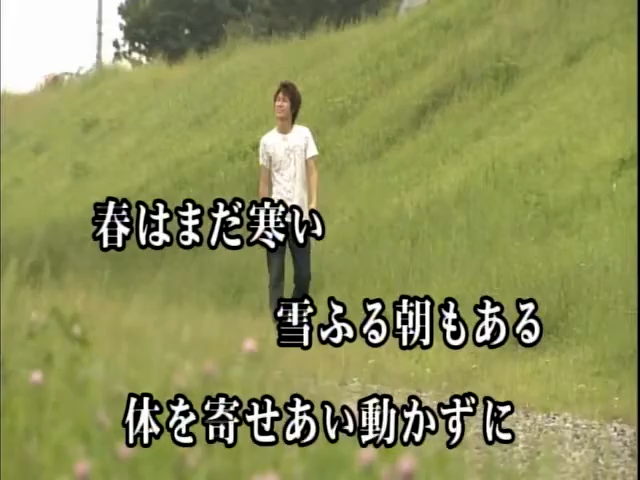 春はまだ寒い
雪ふる朝もある
体を寄せあい動かずに